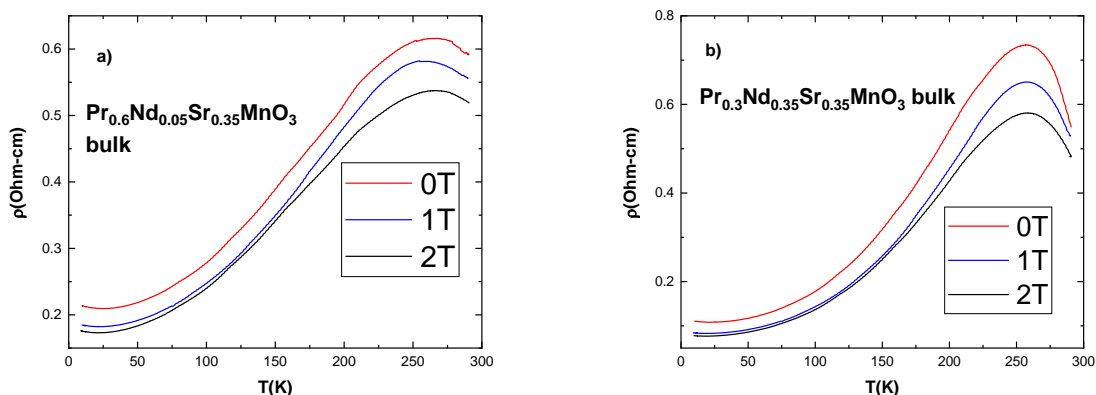 a)
Pr0.6Nd0.05Sr0.35MnO3
bulk
0T
1T
2T
0.6
0.5
0.4
0.3
0.2
0
50
100
150
200
250
300
ρ(Ohm-cm)
T(K)
b)
Pr0.3Nd0.35Sr0.35MnO3 bulk
0T
1T
2T
0.8
0.6
0.4
0.2
0
50
100
150
200
250
300
ρ(Ohm-cm)
T(K)